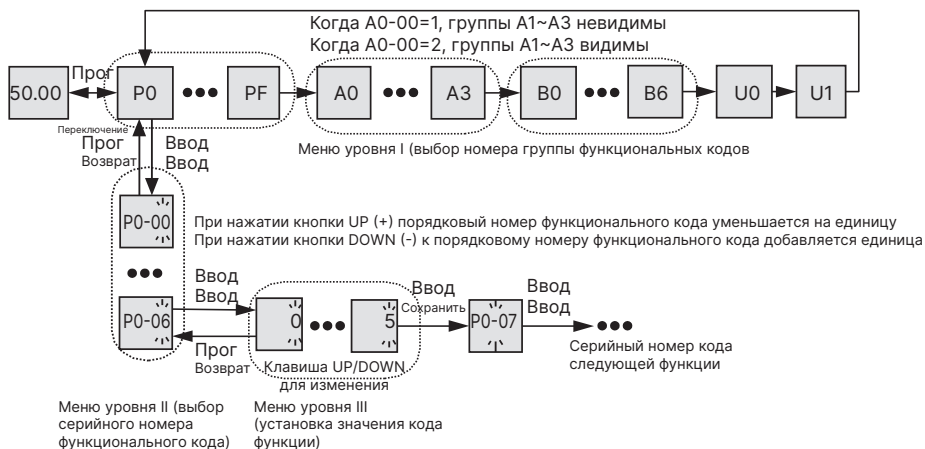 Когда A0-00=1, группы A1~A3 невидимы
Когда A0-00=2, группы A1~A3 видимы
50.00
Прог
P0
PF
A0
A3
B0
B6
U0
U1
Переключение
Прог
Возврат
Ввод
Ввод
Меню уровня I (выбор номера группы функциональных кодов
P0-00
При нажатии кнопки UP (+) порядковый номер функционального кода уменьшается на единицу
При нажатии кнопки DOWN (-) к порядковому номеру функционального кода добавляется единица
P0-06
Ввод
Ввод
Прог
Возврат
0
5
Клавиша UP/DOWN
для изменения
Ввод
Сохранить
P0-07
Ввод
Ввод
Серийный номер кода
следующей функции
Меню уровня II (выбор
серийного номера
функционального кода)
Меню уровня III
(установка значения кода
функции)